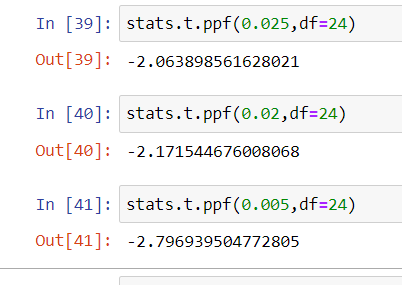 In [39]: stats.t.ppf(0.025,df=24)
Out[39]: -2.063898561628021
In [40]: stats.t.ppf(0.02,df=24)
Out[40]: -2.171544676008068
In [41]: stats.t.ppf(0.005,df=24)
Out[41]: -2.796939504772805